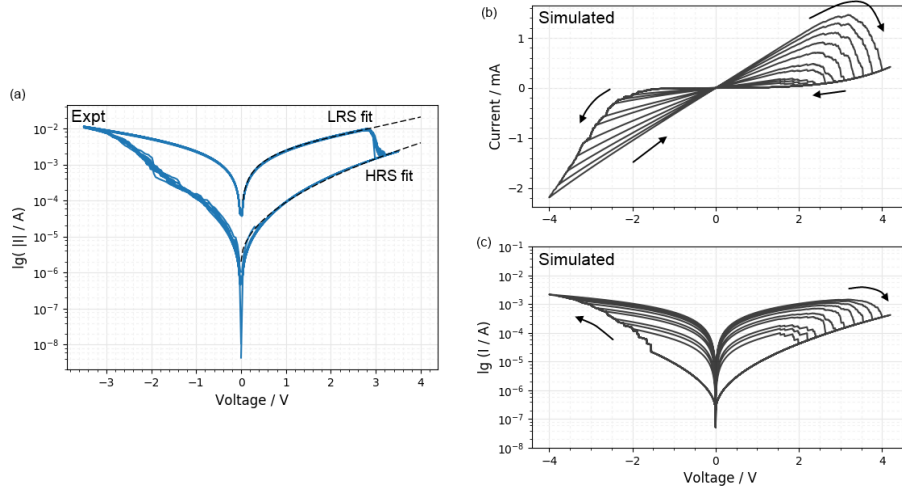 (a)
Expt
LRS fit
HRS fit
10⁻²
10⁻³
10⁻⁴
10⁻⁵
10⁻⁶
10⁻⁷
10⁻⁸
lg( |I| / A)
−3 −2 −1 0 1 2 3 4
Voltage / V
(b)
Simulated
1
0
−1
−2
Current / mA
−4 −2 0 2 4
(c)
Simulated
10⁻¹
10⁻²
10⁻³
10⁻⁴
10⁻⁵
10⁻⁶
10⁻⁷
10⁻⁸
lg (I / A)
−4 −2 0 2 4
Voltage / V